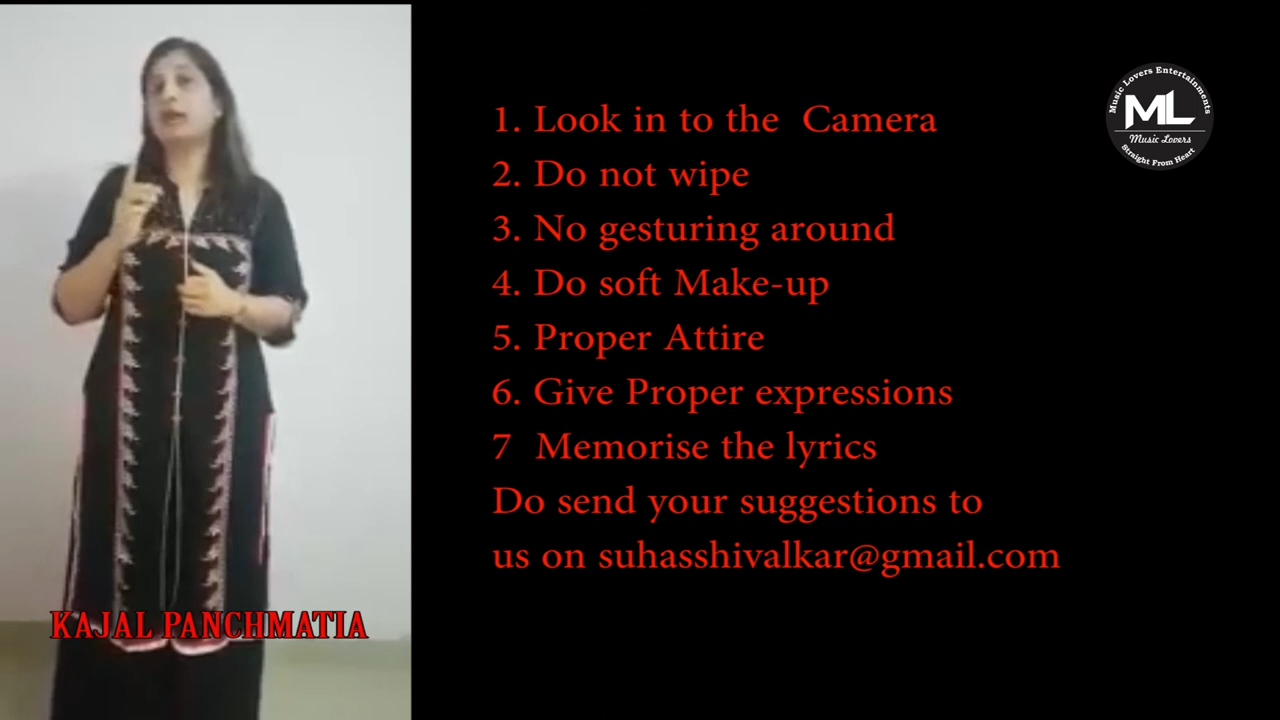 1. Look in to the  Camera
2. Do not wipe
3. No gesturing around
4. Do soft Make-up
5. Proper Attire
6. Give Proper expressions
7  Memorise the lyrics
Do send your suggestions to
us on suhasshivalkar@gmail.com
KAJAL PANCHMATIA
Music Lovers Entertainments
ML
Music Lovers
Straight From Heart